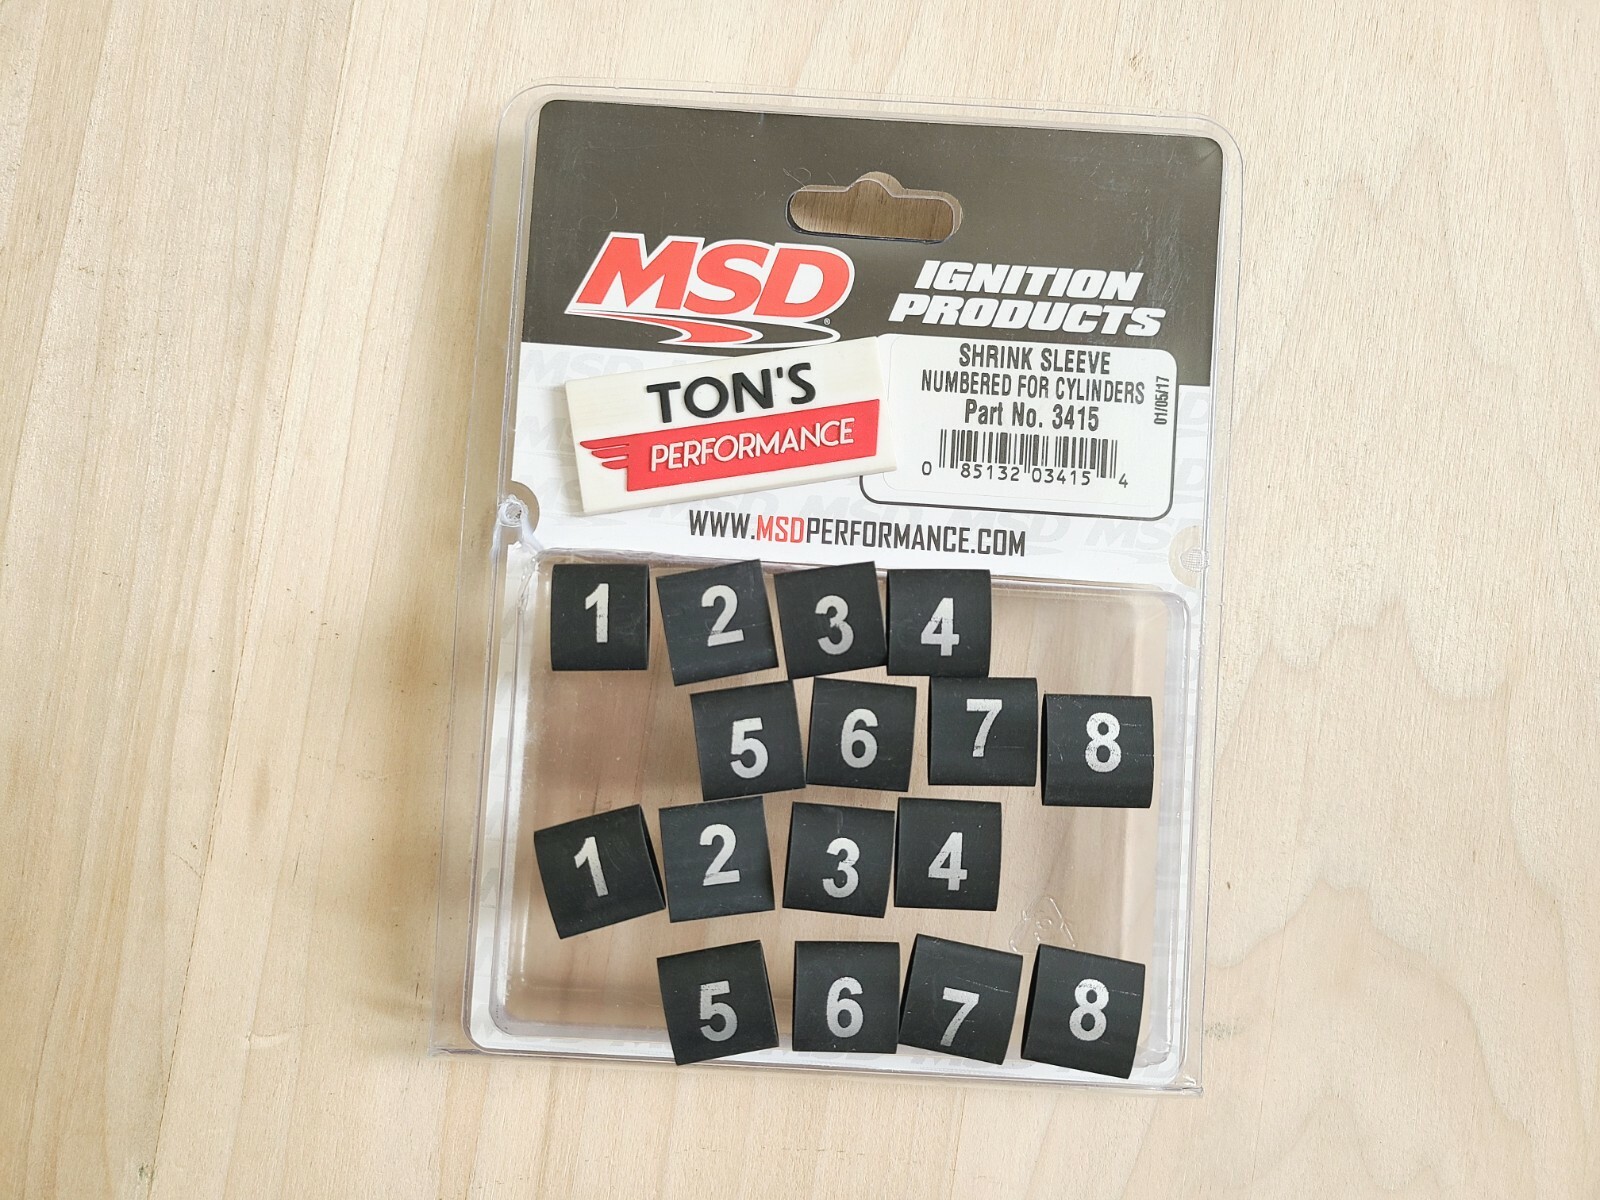 MSD®
IGNITION
PRODUCTS
TON'S
PERFORMANCE
SHRINK SLEEVE
NUMBERED FOR CYLINDERS
Part No. 3415
01/05/17
0 85132 03415 4
WWW.MSDPERFORMANCE.COM
1 2 3 4
5 6 7 8
1 2 3 4
5 6 7 8